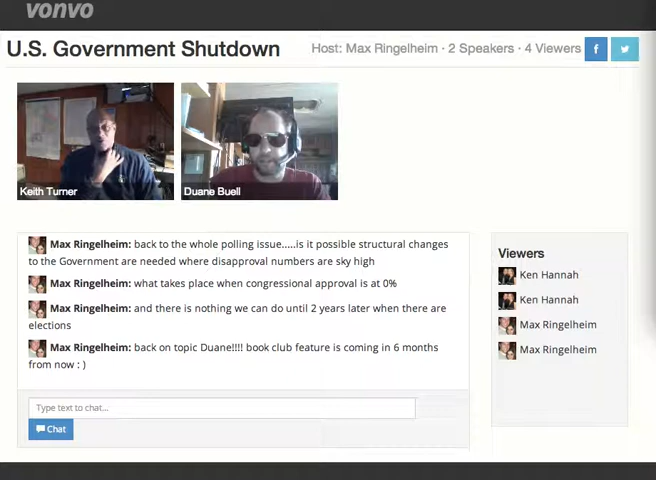 vonvo
U.S. Government Shutdown
Host: Max Ringelheim · 2 Speakers · 4 Viewers
f
Keith Turner
Duane Buell
Max Ringelheim: back to the whole polling issue.....is it possible structural changes
to the Government are needed where disapproval numbers are sky high
Max Ringelheim: what takes place when congressional approval is at 0%
Max Ringelheim: and there is nothing we can do until 2 years later when there are
elections
Max Ringelheim: back on topic Duane!!!! book club feature is coming in 6 months
from now : )
Type text to chat...
Chat
Viewers
Ken Hannah
Ken Hannah
Max Ringelheim
Max Ringelheim